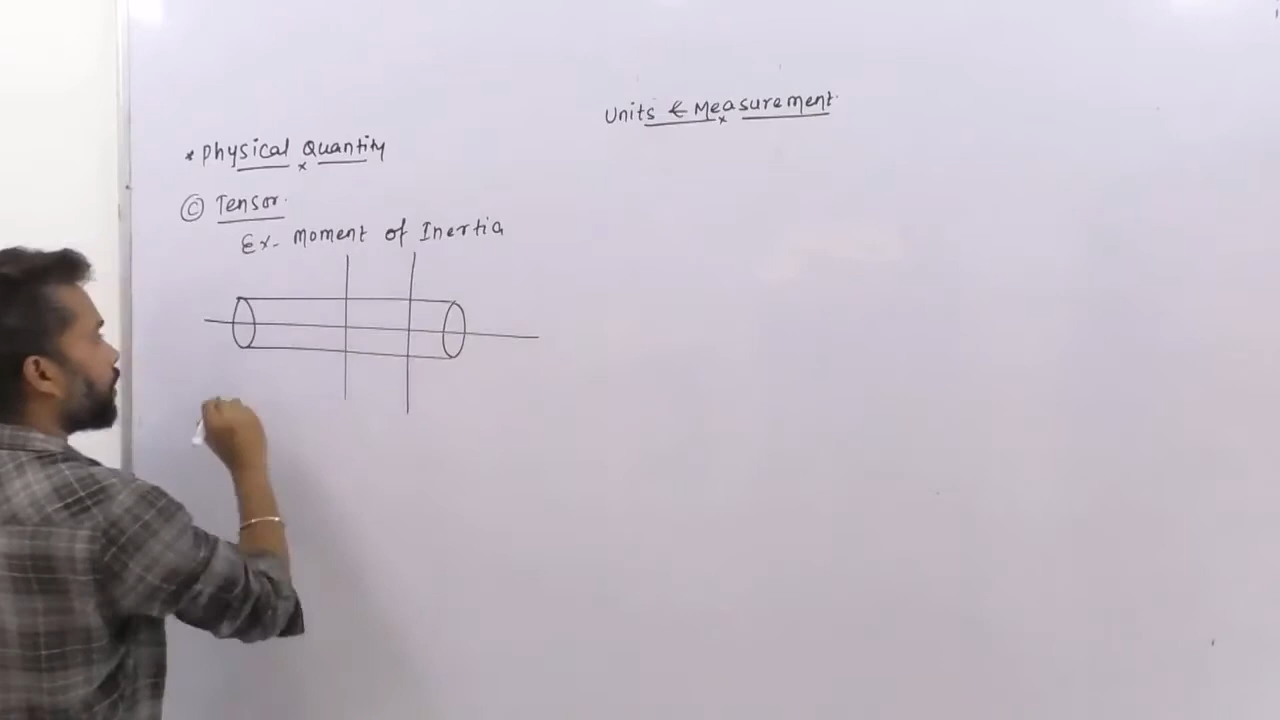 Units & Measurement
* Physical Quantity
Ⓒ Tensor.
Ex- Moment of Inertia